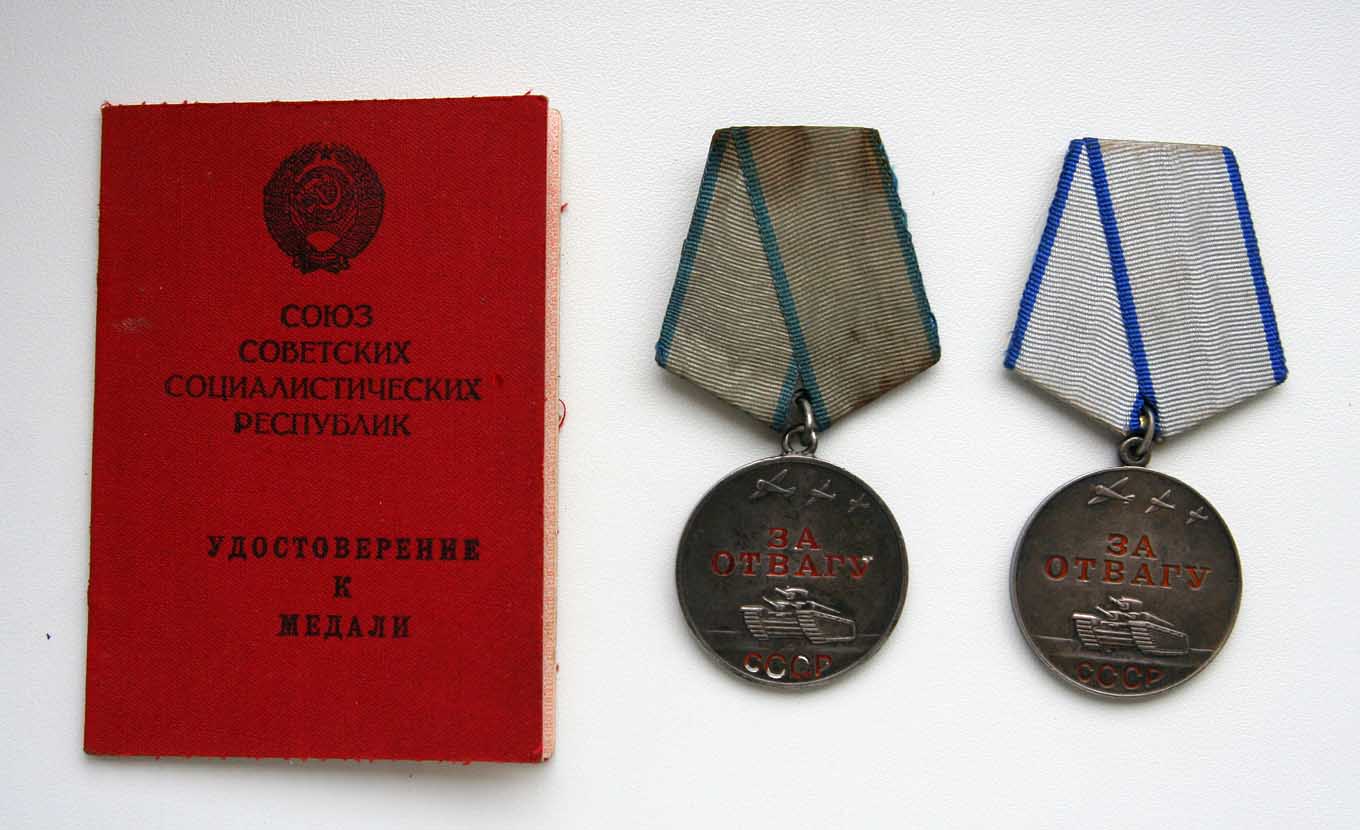 СОЮЗ
СОВЕТСКИХ
СОЦИАЛИСТИЧЕСКИХ
РЕСПУБЛИК
УДОСТОВЕРЕНИЕ
К
МЕДАЛИ
ЗА
ОТВАГУ
СССР
ЗА
ОТВАГУ
СССР